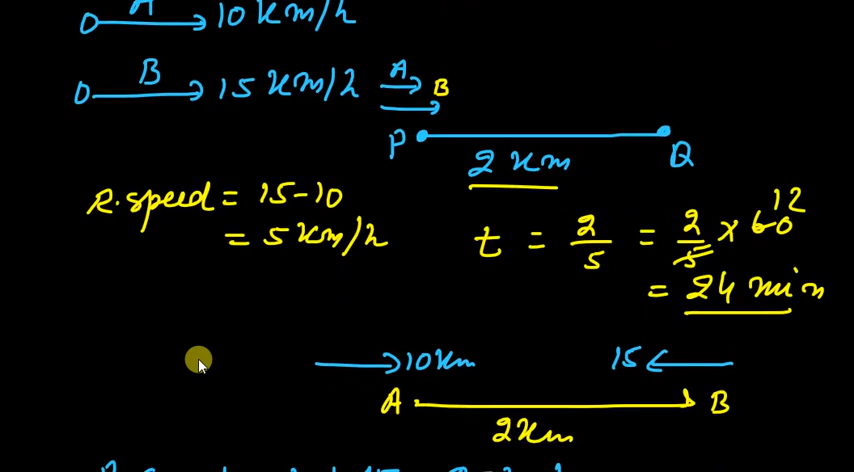 A
10 km/h
B
15 km/h
A
B
P
Q
2 km
R.speed = 15-10
= 5 km/h
t = 2/5 = 2/5 x 60 12
= 24 min
10km
15
A
B
2km